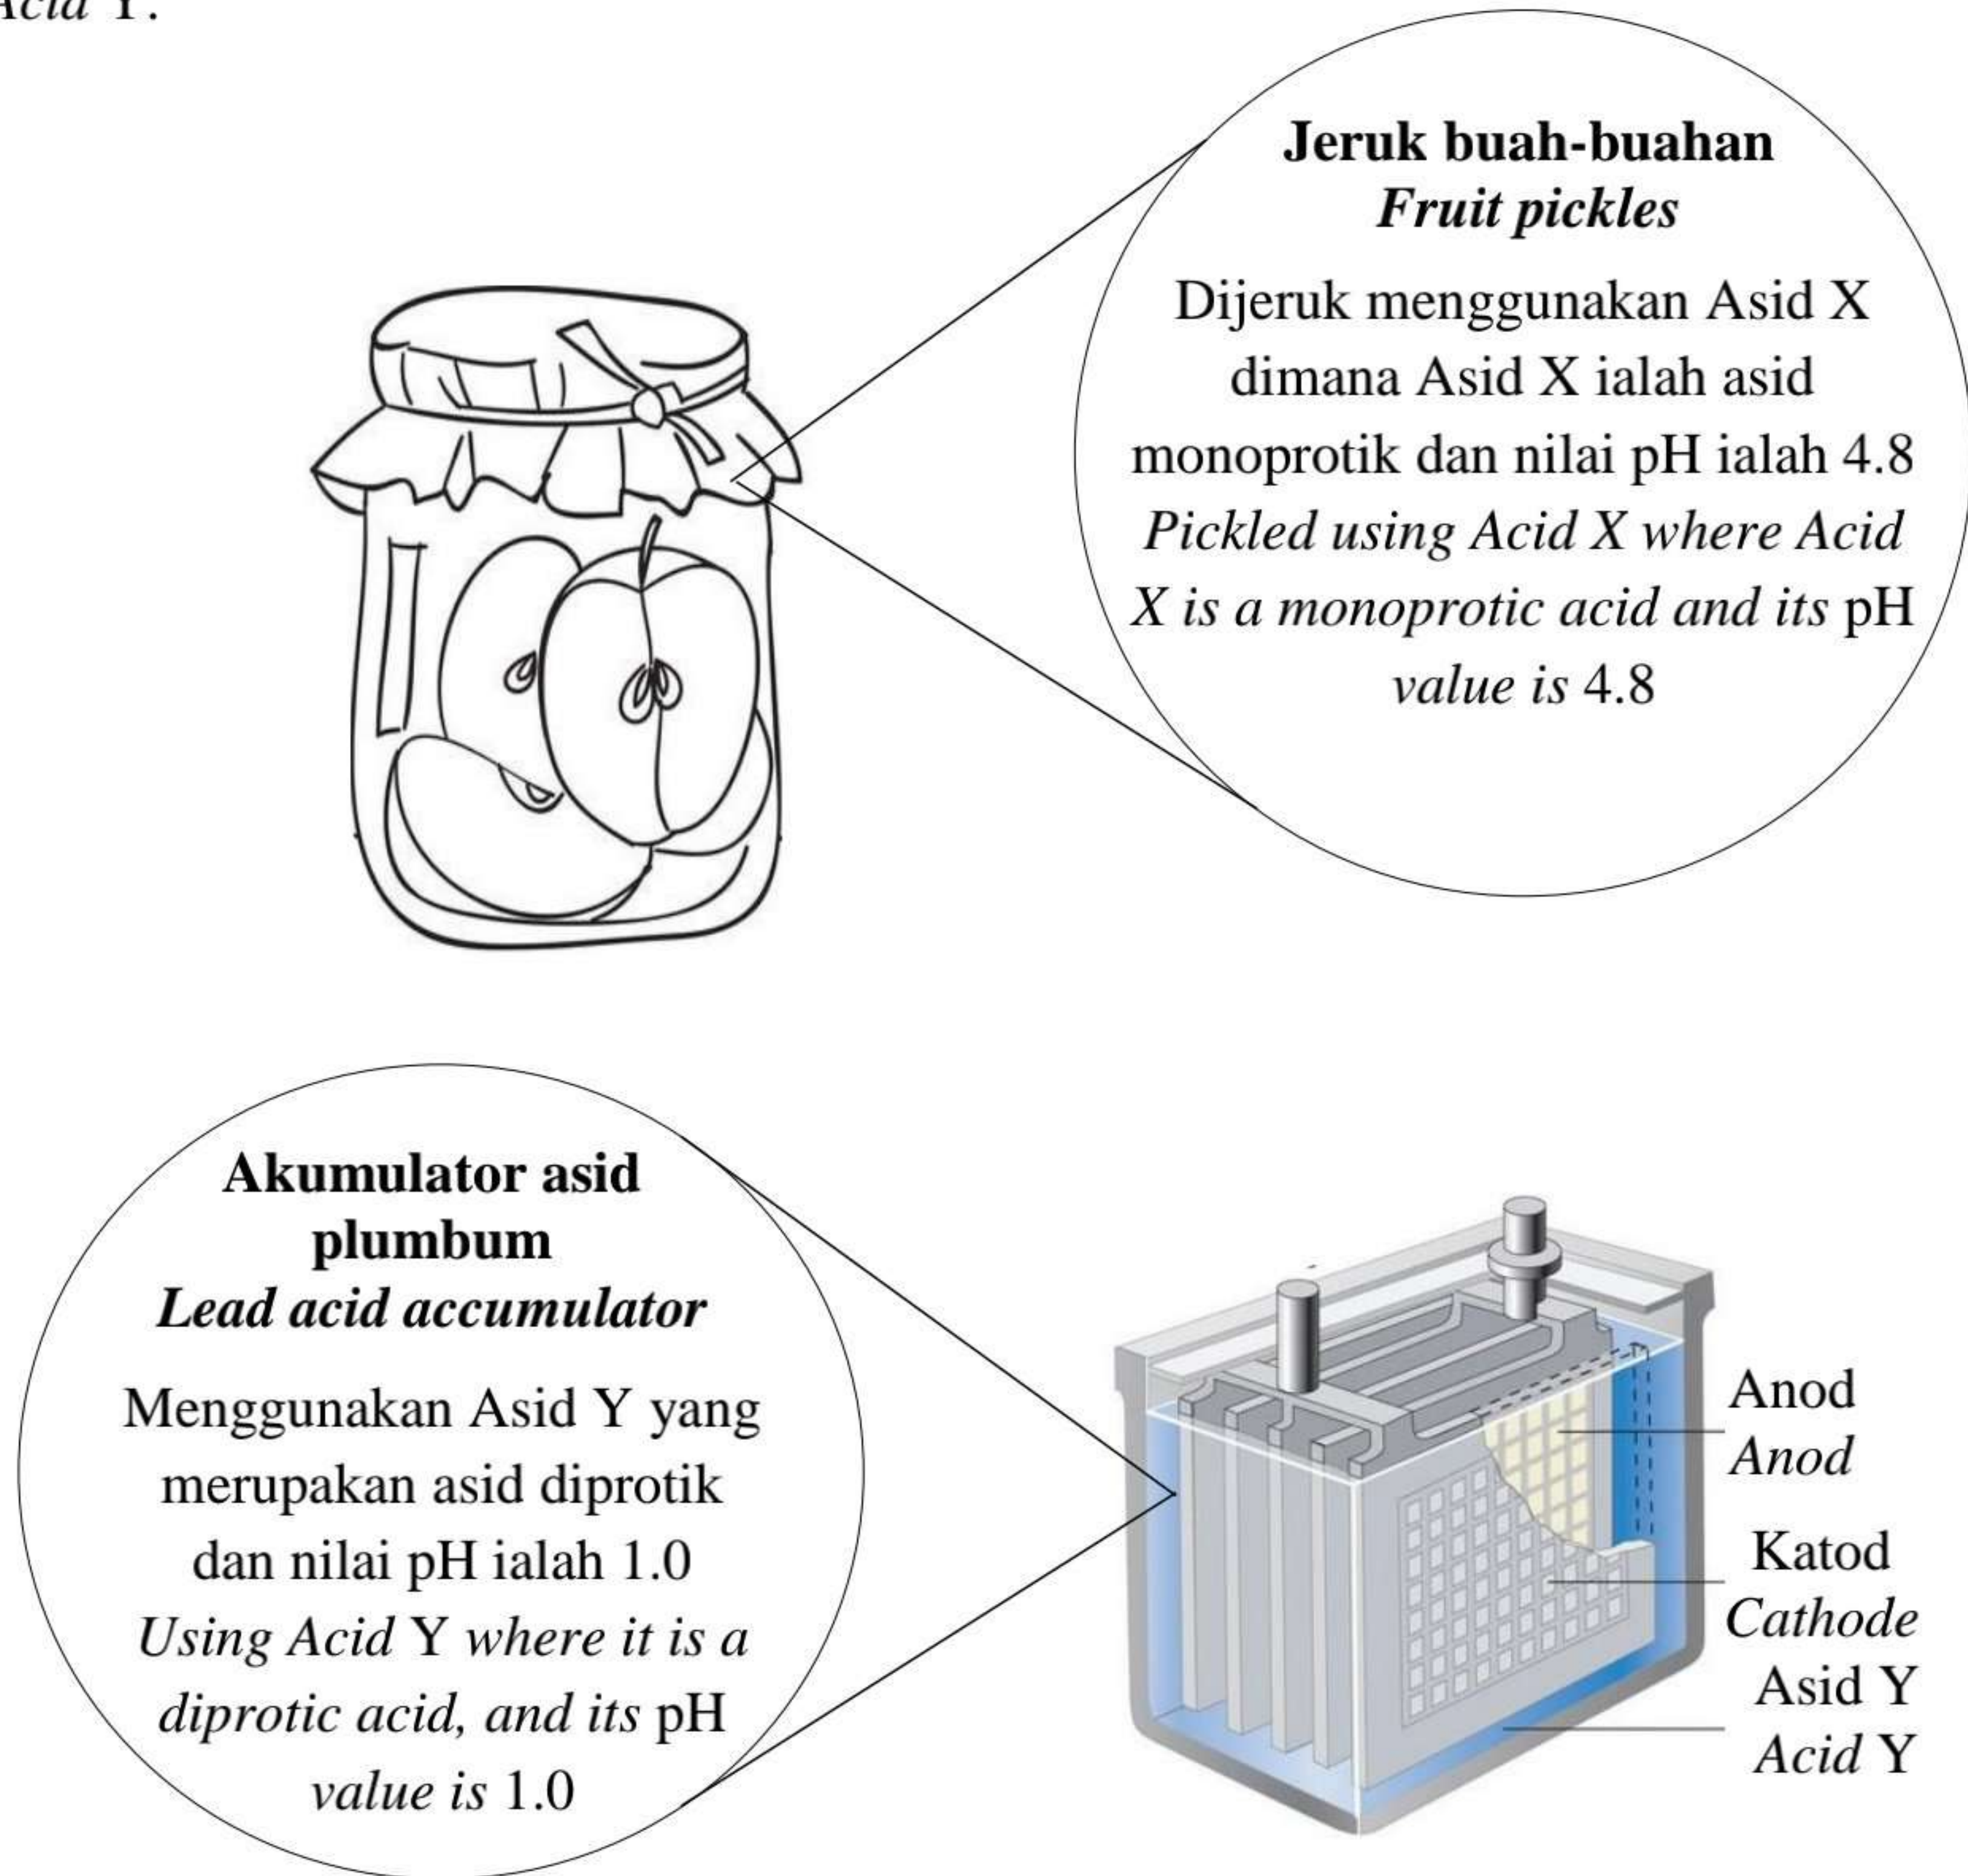 Acid Y.
Jeruk buah-buahan
Fruit pickles
Dijeruk menggunakan Asid X
dimana Asid X ialah asid
monoprotik dan nilai pH ialah 4.8
Pickled using Acid X where Acid
X is a monoprotic acid and its pH
value is 4.8
Akumulator asid
plumbum
Lead acid accumulator
Menggunakan Asid Y yang
merupakan asid diprotik
dan nilai pH ialah 1.0
Using Acid Y where it is a
diprotic acid, and its pH
value is 1.0
Anod
Anod
Katod
Cathode
Asid Y
Acid Y